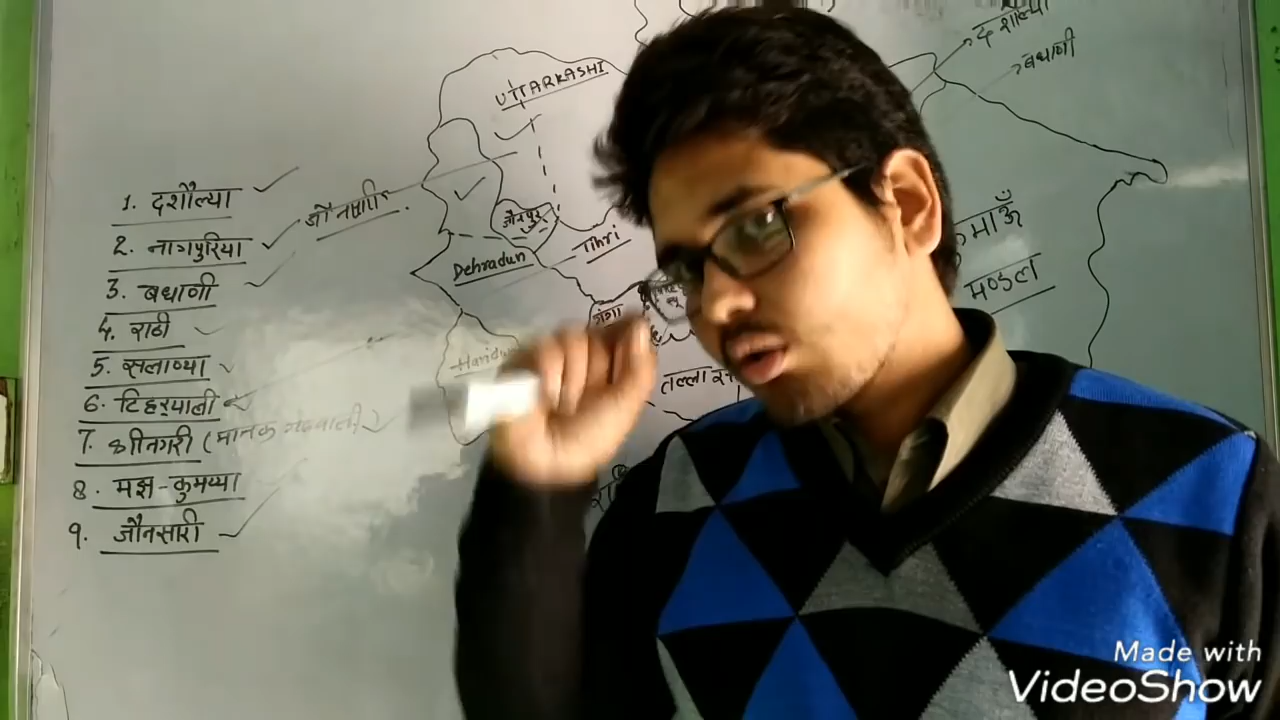 1. दशौल्या
2. नागपुरिया
3. बधाणी
4. राठी
5. सलाण्या
6. टिहरयाली
7. श्रीनगरी (मानक गढ़वाली)
8. मझ-कुमय्या
9. जौनसारी
UTTARKASHI
जौनपुर
Tihri
Dehradun
गंगा
तल्ला
दशौल्या
बधाणी
मण्डल
Made with
VideoShow